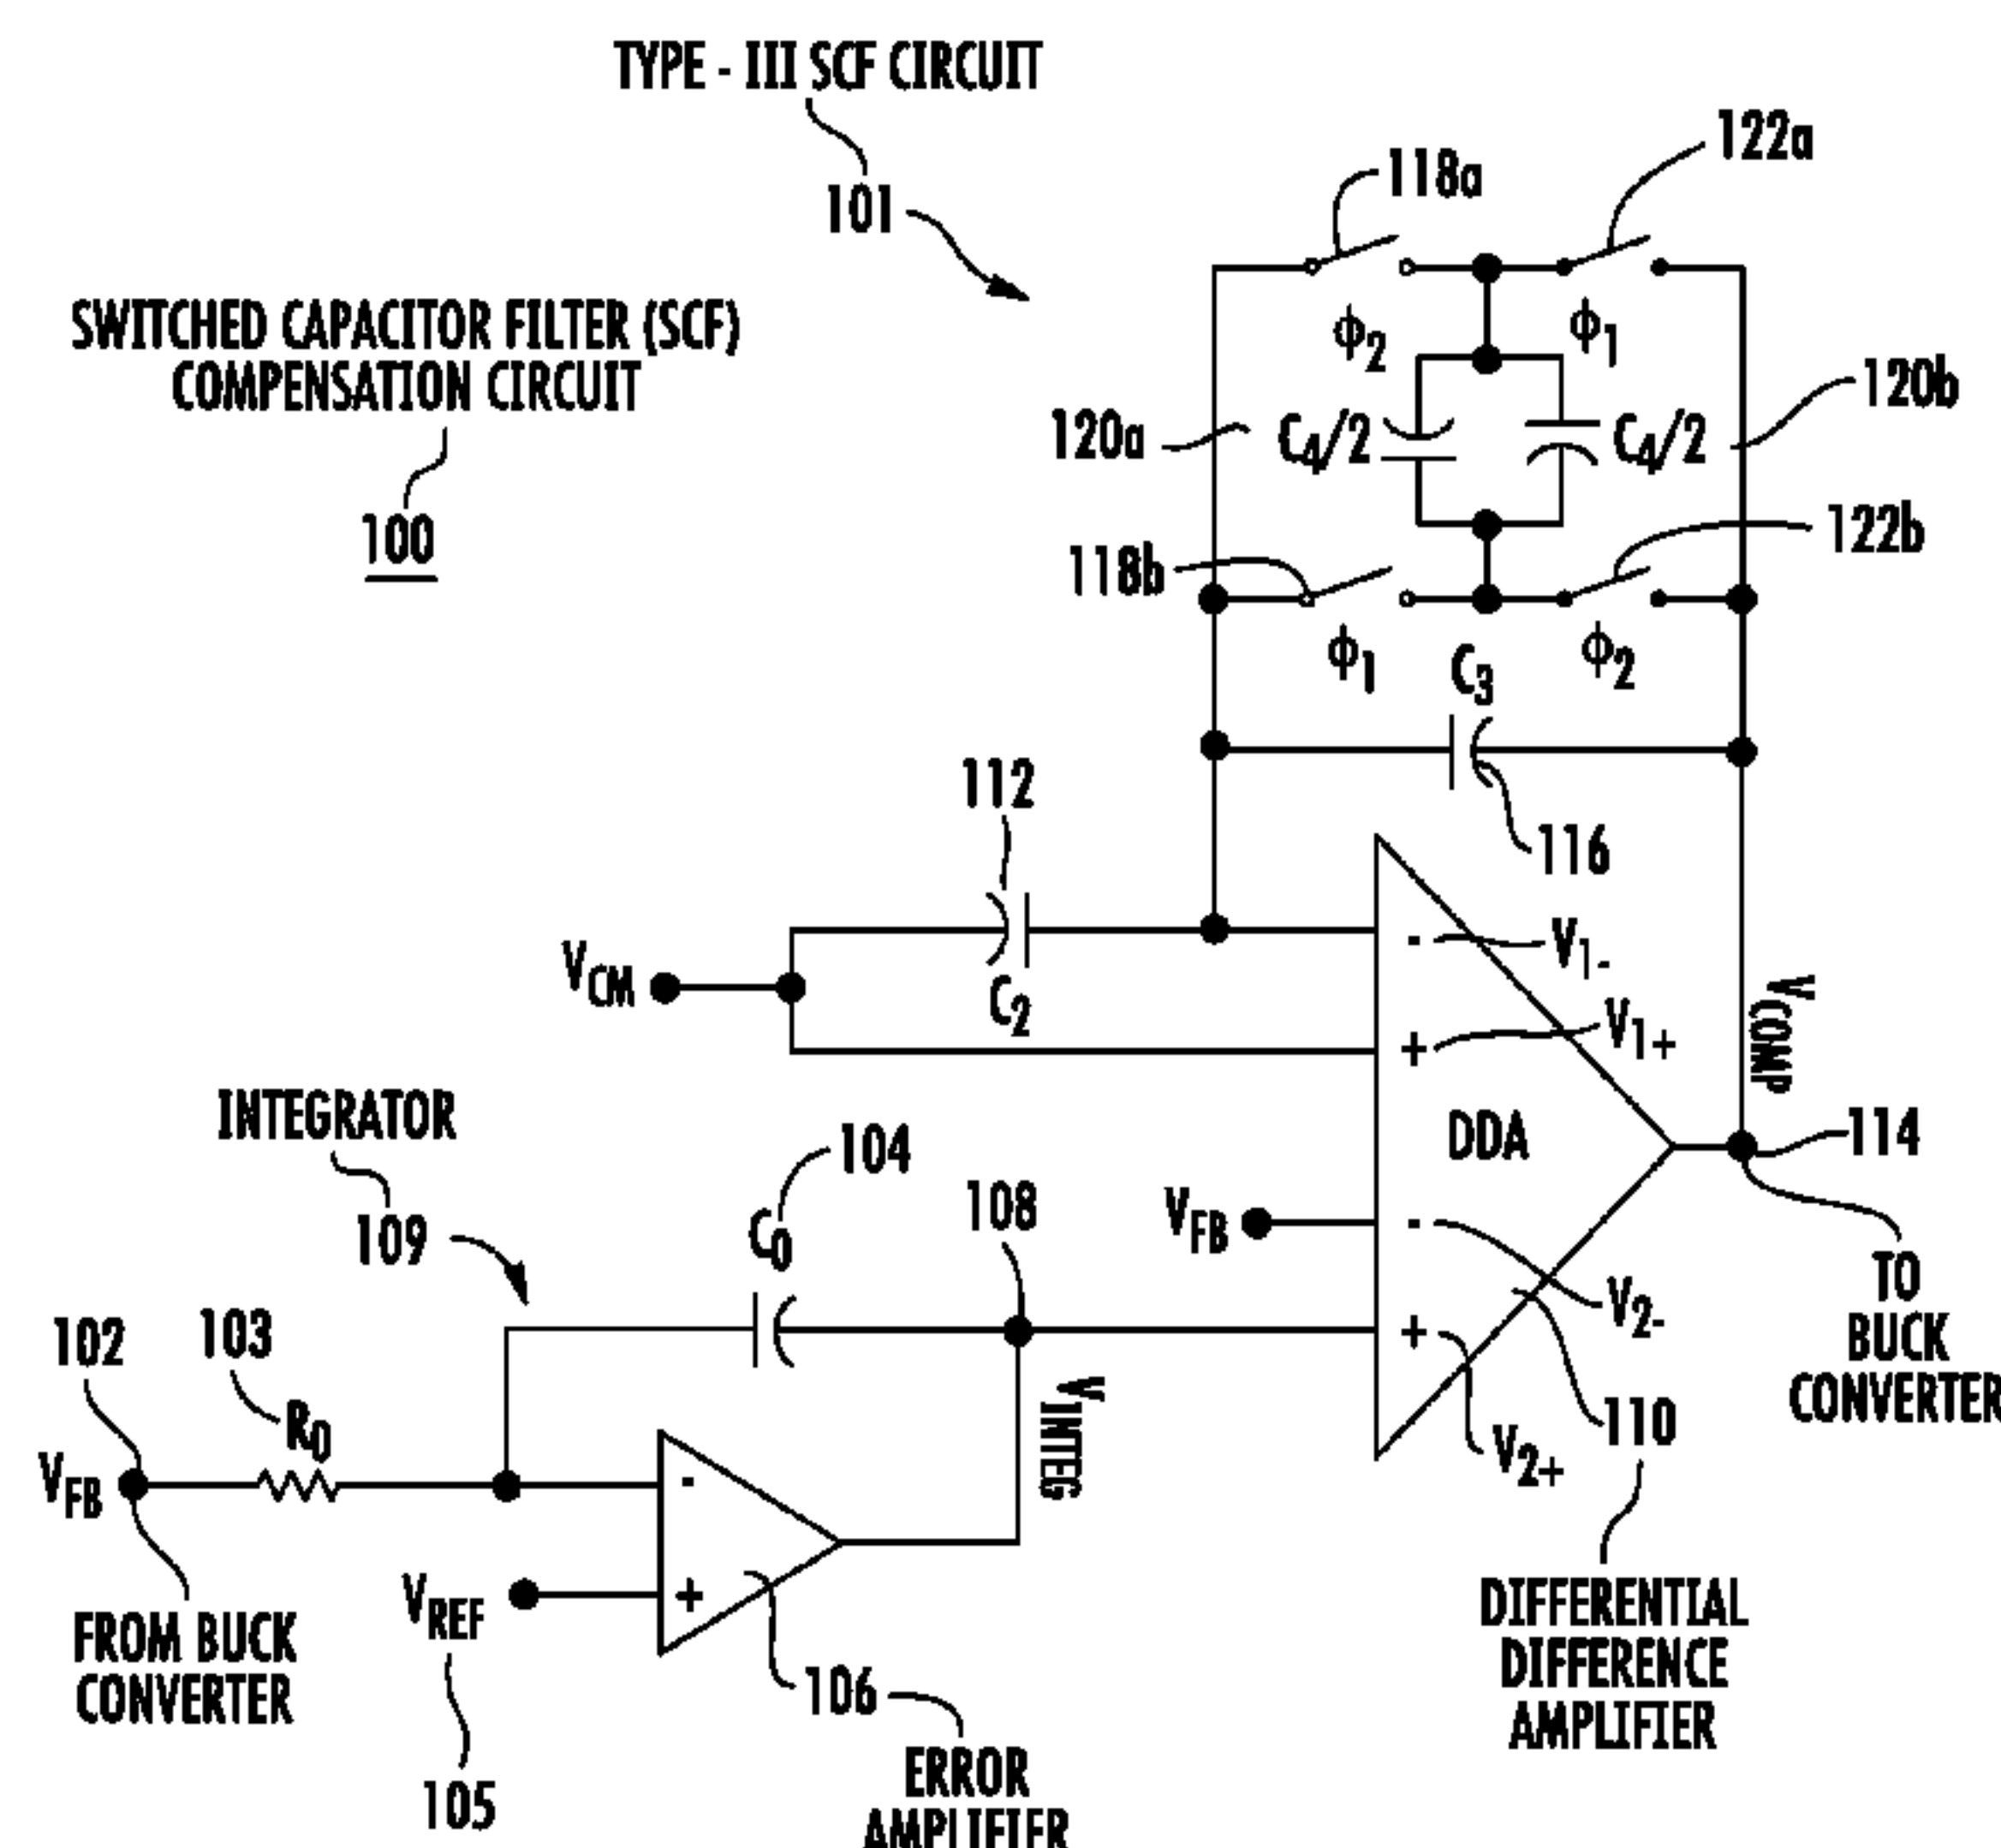 TYPE - III SCF CIRCUIT
101
SWITCHED CAPACITOR FILTER (SCF)
COMPENSATION CIRCUIT
100
118a
122a
ϕ2
ϕ1
120a
C4/2
C4/2
120b
118b
122b
ϕ1
ϕ2
C3
116
112
C2
VCM
-
V1-
+
V1+
DDA
VCOMP
114
TO
BUCK
CONVERTER
VFB
-
V2-
+
V2+
110
DIFFERENTIAL
DIFFERENCE
AMPLIFIER
INTEGRATOR
109
C0
104
108
VINTEG
102
103
R0
VFB
FROM BUCK
CONVERTER
-
+
VREF
105
106
ERROR
AMPLIFIER